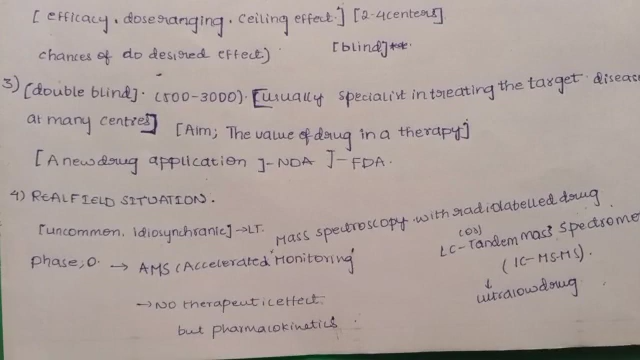 [efficacy, doseranging, ceiling effect.] [2-4centers]
chances of do desired effect.) [blind]**
3) [double blind]. (500-3000). [usually specialist in treating the target disease
at many centres] [Aim; The value of drug in a therapy]
[A new drug application ]-NDA ]-FDA.
4) REALFIELD SITUATION.
[uncommon, idiosynchranic]→LT.
Phase,0. → AMS (Accelerated Monitoring
Mass spectroscopy with radiolabelled drug
(os)
LC-Tandem mass spectrome
(lC-MS-MS).
↓
ultralowdrug
→NO therapeutic effect
but pharmacokinetics.